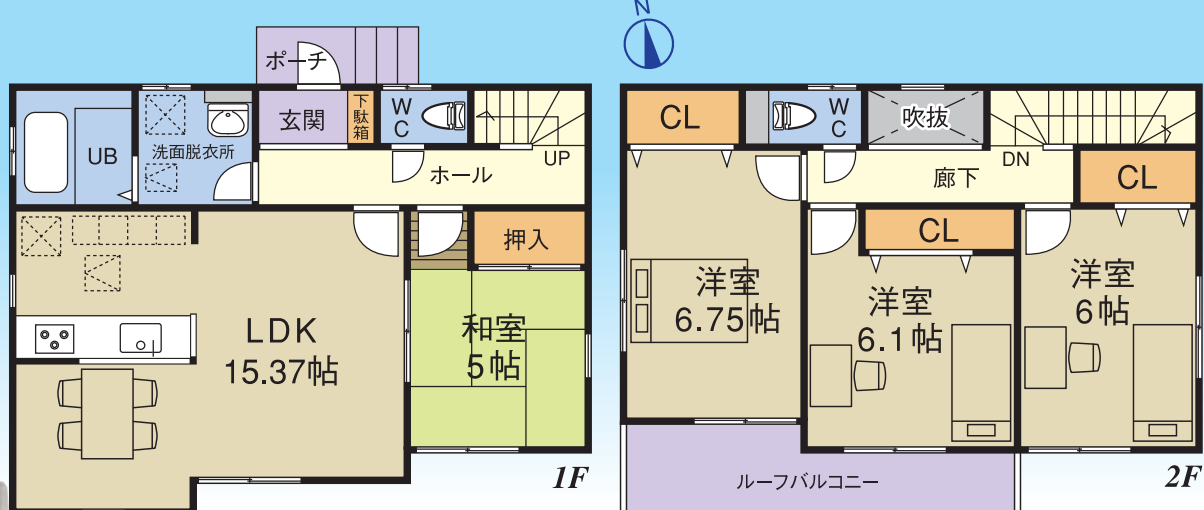 N
ポーチ
玄関
下駄箱
WC
UB
洗面脱衣所
UP
ホール
押入
LDK
15.37帖
和室
5帖
1F
CL
WC
吹抜
DN
廊下
CL
CL
洋室
6.75帖
洋室
6.1帖
洋室
6帖
ルーフバルコニー
2F